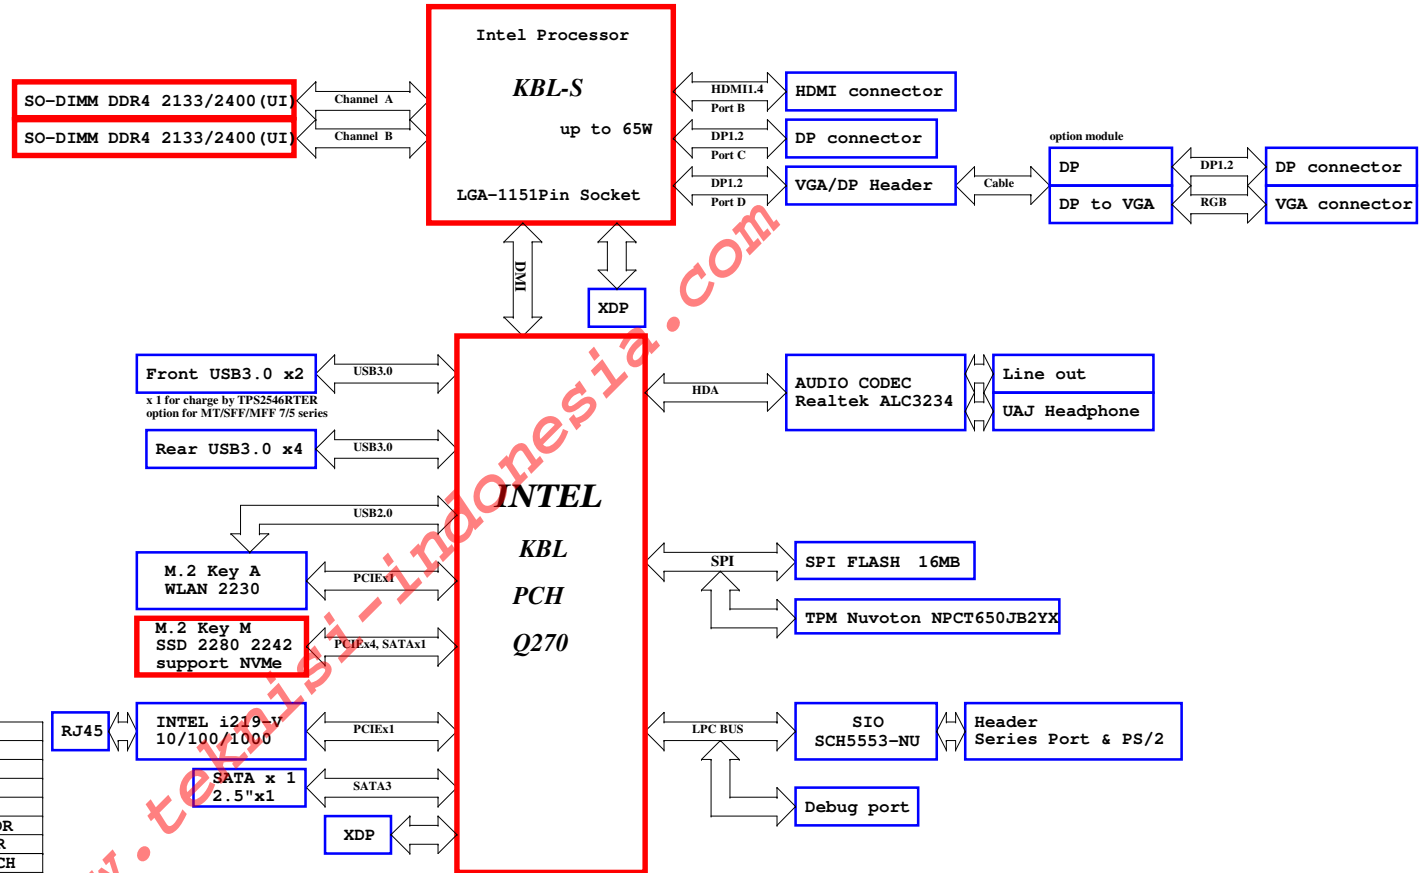 Intel Processor
KBL-S
up to 65W
LGA-1151Pin Socket
SO-DIMM DDR4 2133/2400(UI)
SO-DIMM DDR4 2133/2400(UI)
Channel A
Channel B
HDMI1.4
Port B
HDMI connector
DP1.2
Port C
DP connector
DP1.2
Port D
VGA/DP Header
Cable
option module
DP
DP to VGA
DP1.2
RGB
DP connector
VGA connector
DMI
XDP
Front USB3.0 x2
USB3.0
x 1 for charge by TPS2546RTER
option for MT/SFF/MFF 7/5 series
Rear USB3.0 x4
USB3.0
USB2.0
M.2 Key A
WLAN 2230
PCIEx1
M.2 Key M
SSD 2280 2242
support NVMe
PCIEx4, SATAx1
RJ45
INTEL i219-V
10/100/1000
PCIEx1
SATA x 1
2.5"x1
SATA3
XDP
INTEL
KBL
PCH
Q270
HDA
AUDIO CODEC
Realtek ALC3234
Line out
UAJ Headphone
SPI
SPI FLASH 16MB
TPM Nuvoton NPCT650JB2YX
LPC BUS
SIO
SCH5553-NU
Header
Series Port & PS/2
Debug port
OR
R
CH
w.teknisi-indonesia.com